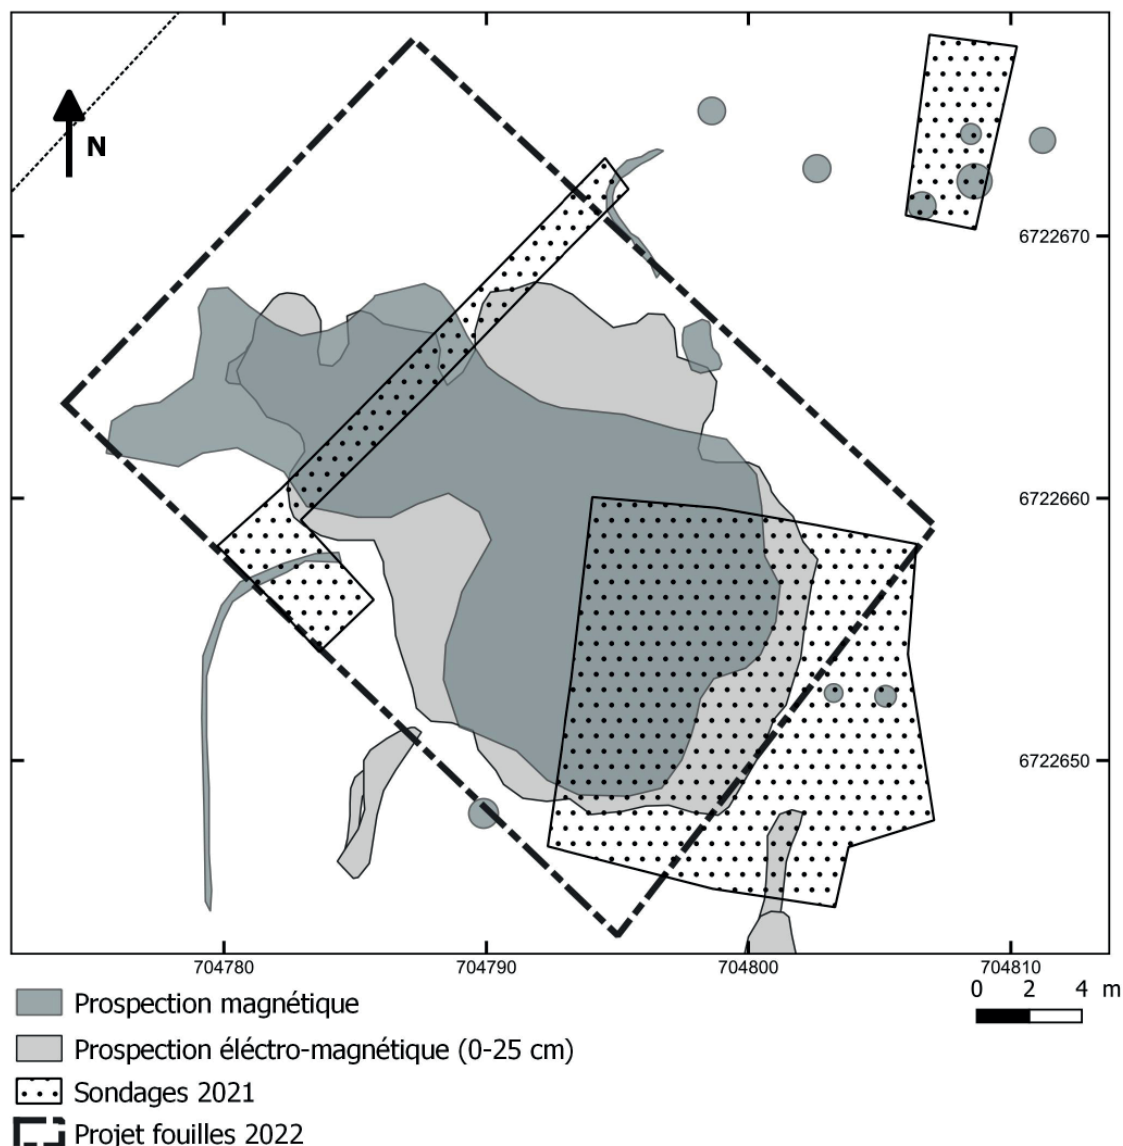 N
6722670
6722660
6722650
704780 704790 704800 704810
0 2 4 m
Prospection magnétique
Prospection éléctro-magnétique (0-25 cm)
Sondages 2021
Projet fouilles 2022